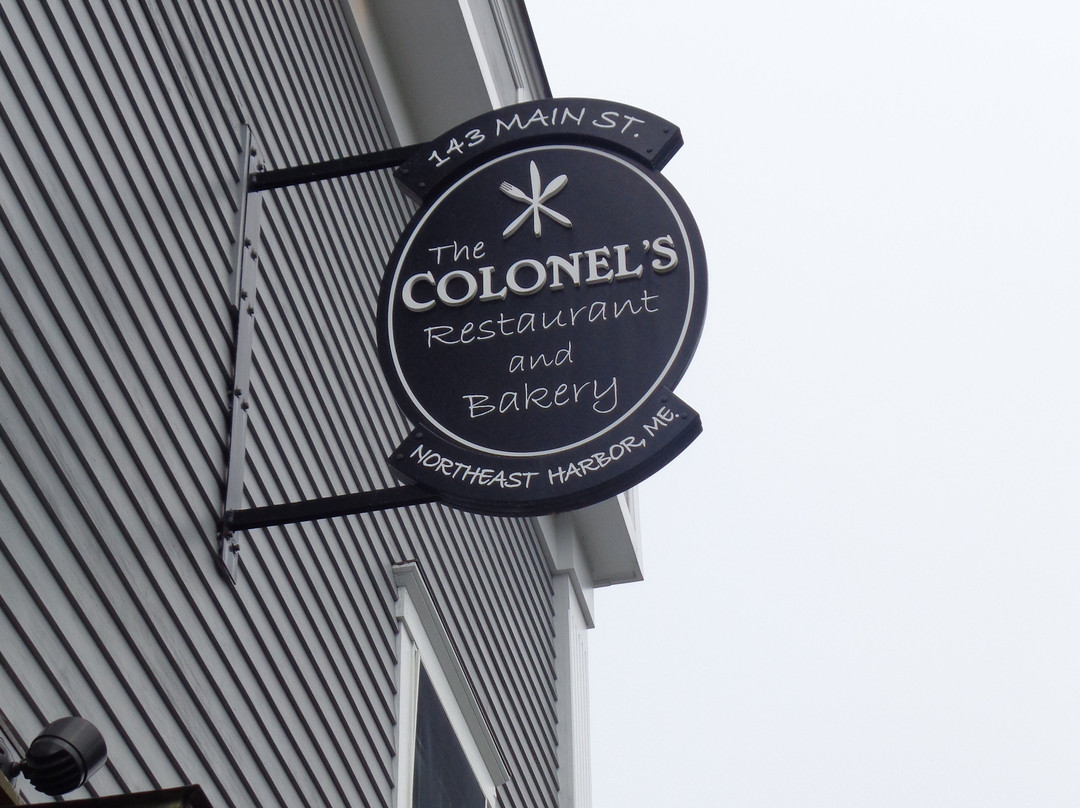 143 MAIN ST.
The
COLONEL'S
Restaurant
and
Bakery
NORTHEAST HARBOR, ME.